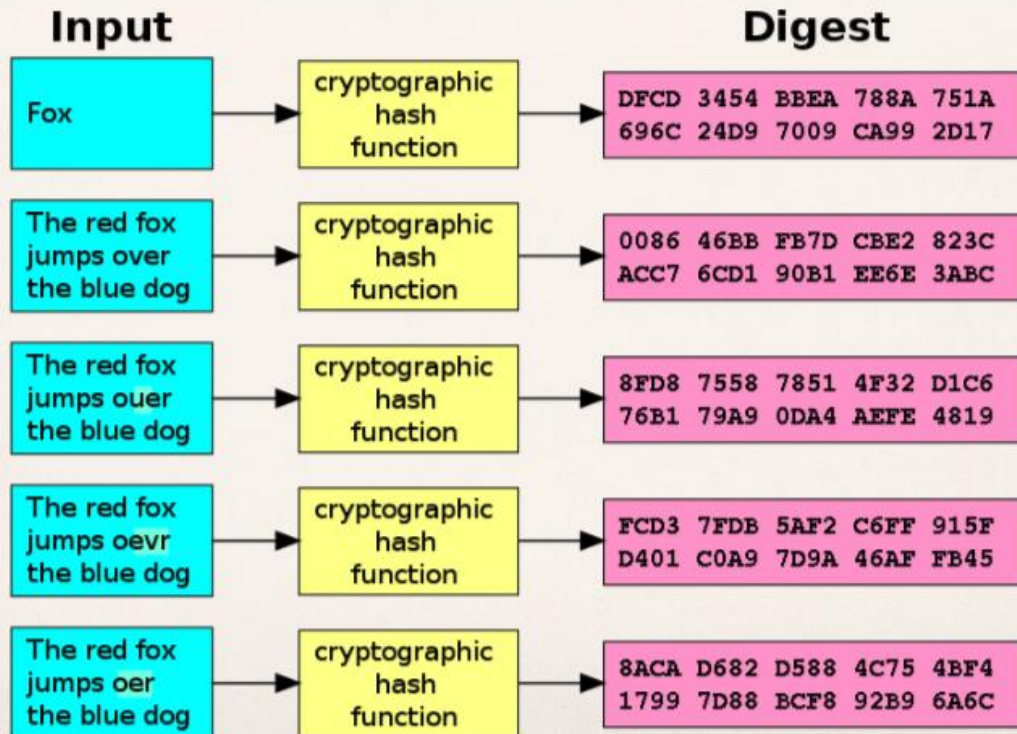 Input
Digest
Fox
cryptographic
hash
function
DFCD 3454 BBEA 788A 751A
696C 24D9 7009 CA99 2D17
The red fox
jumps over
the blue dog
cryptographic
hash
function
0086 46BB FB7D CBE2 823C
ACC7 6CD1 90B1 EE6E 3ABC
The red fox
jumps ouer
the blue dog
cryptographic
hash
function
8FD8 7558 7851 4F32 D1C6
76B1 79A9 0DA4 AEFE 4819
The red fox
jumps oevr
the blue dog
cryptographic
hash
function
FCD3 7FDB 5AF2 C6FF 915F
D401 C0A9 7D9A 46AF FB45
The red fox
jumps oer
the blue dog
cryptographic
hash
function
8ACA D682 D588 4C75 4BF4
1799 7D88 BCF8 92B9 6A6C